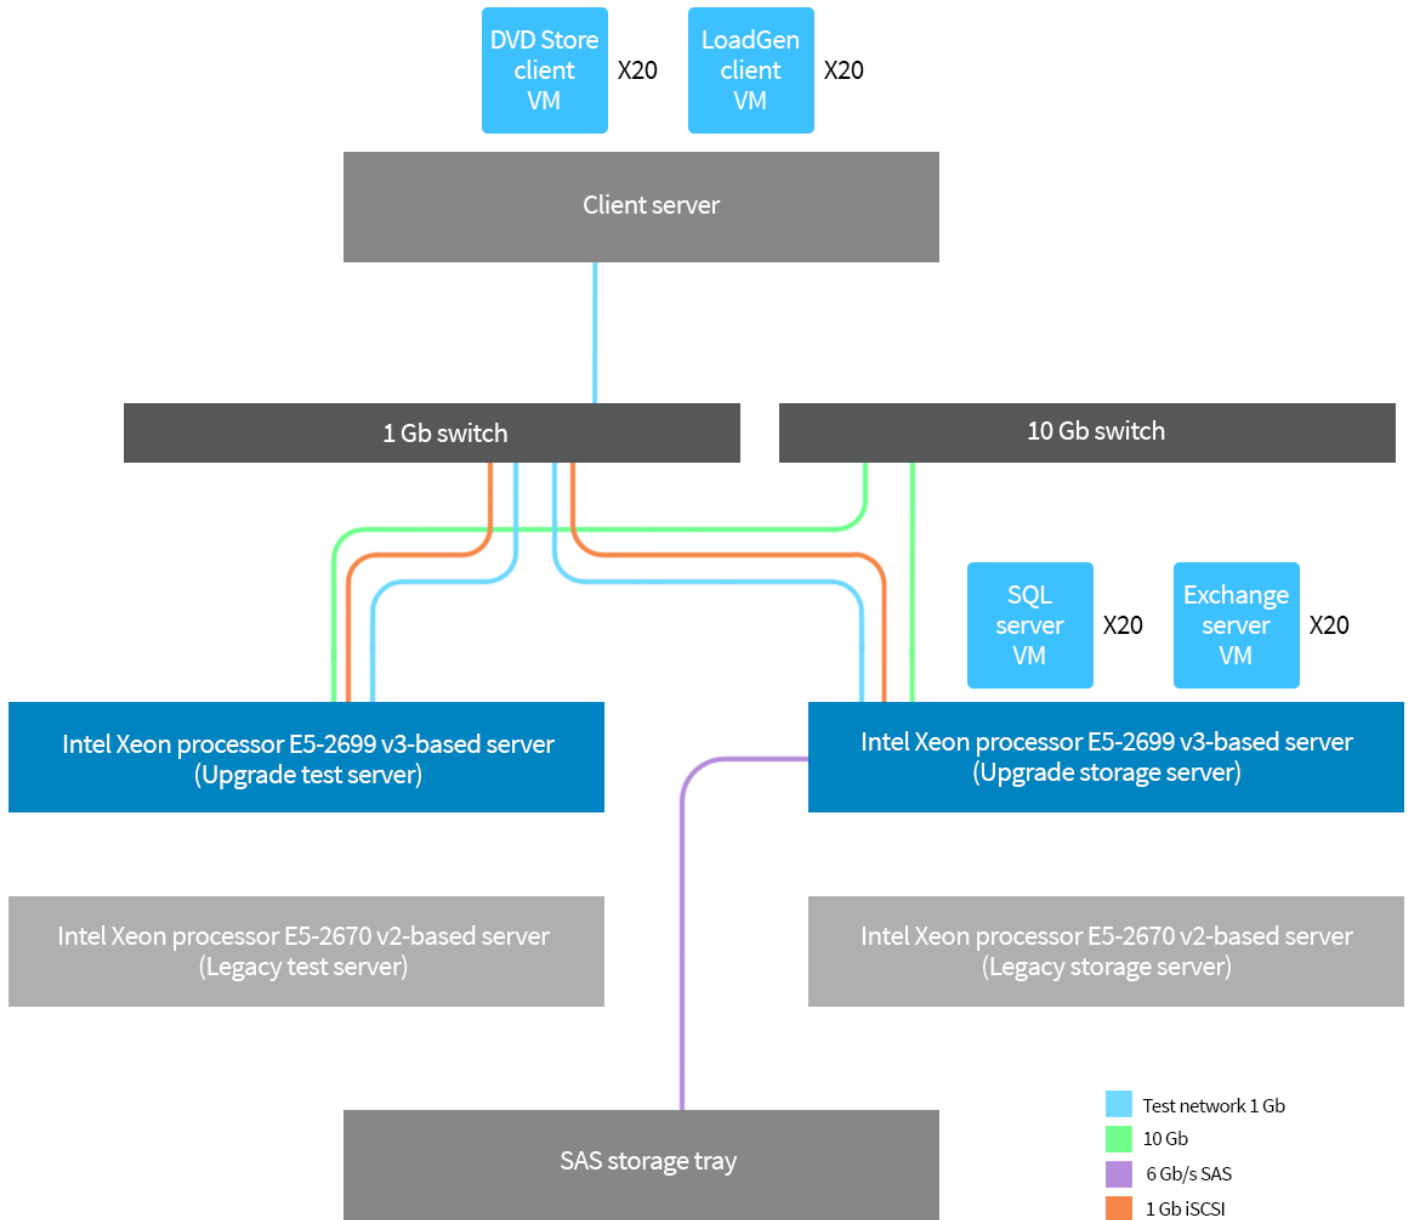 DVD Store
client
VM
X20
LoadGen
client
VM
X20
Client server
1 Gb switch
10 Gb switch
SQL
server
VM
X20
Exchange
server
VM
X20
Intel Xeon processor E5-2699 v3-based server
(Upgrade test server)
Intel Xeon processor E5-2699 v3-based server
(Upgrade storage server)
Intel Xeon processor E5-2670 v2-based server
(Legacy test server)
Intel Xeon processor E5-2670 v2-based server
(Legacy storage server)
SAS storage tray
Test network 1 Gb
10 Gb
6 Gb/s SAS
1 Gb iSCSI